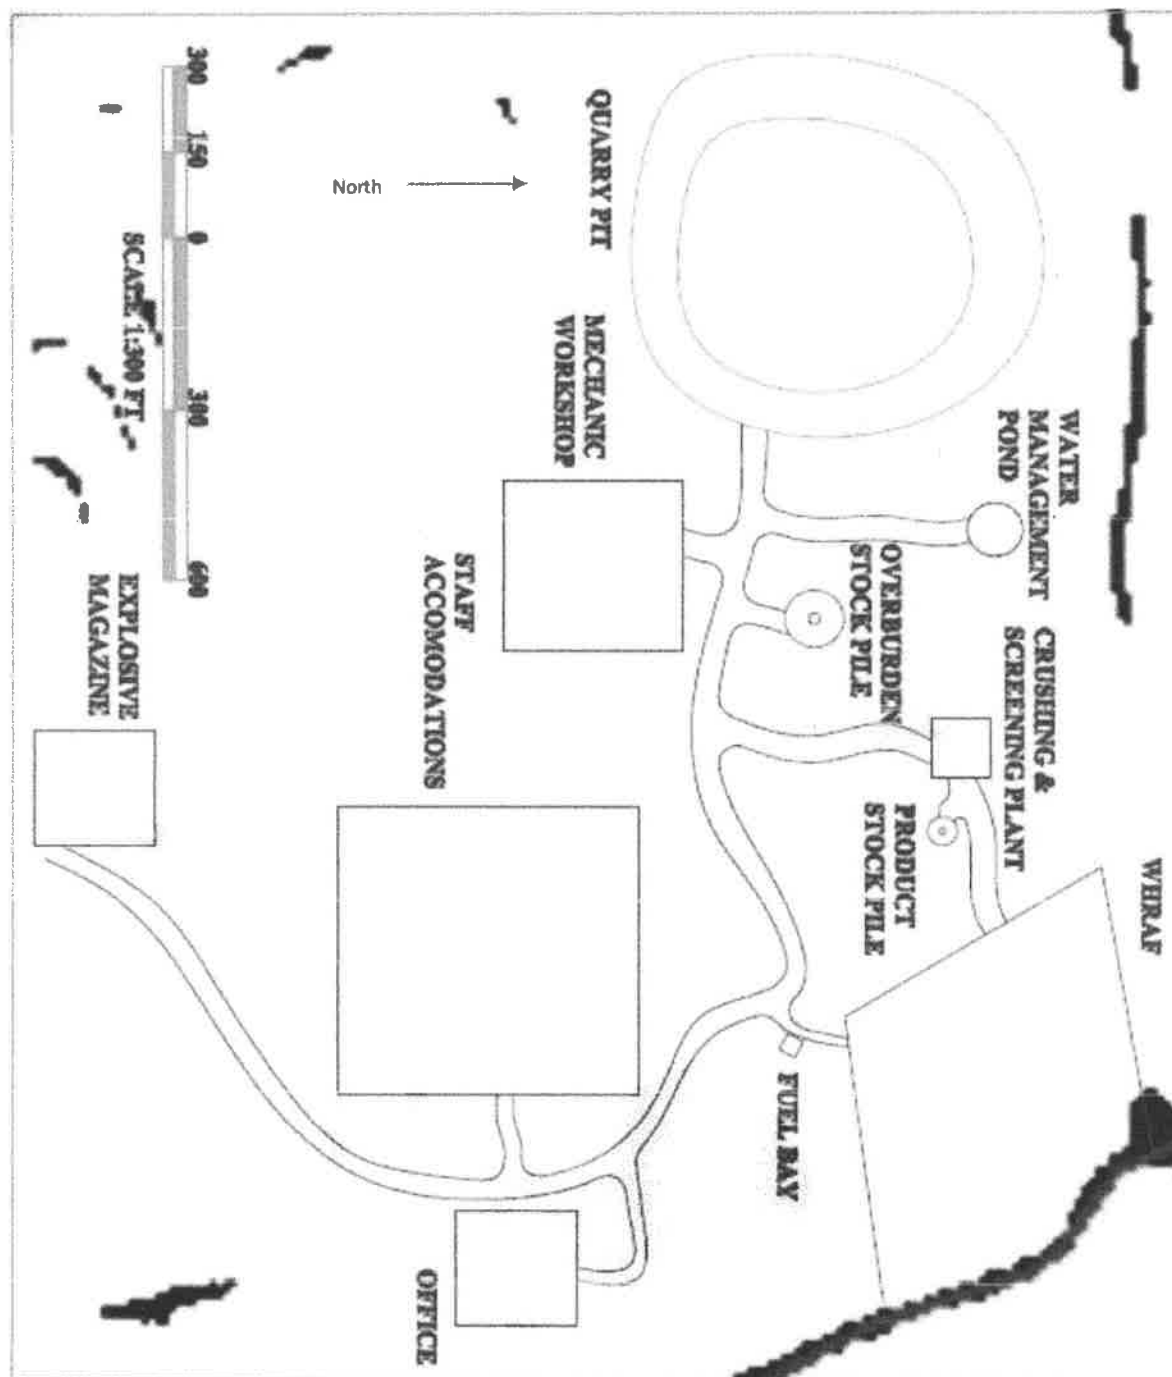 300 150 0 300 600
SCALE 1:300 FT
North
QUARRY PIT
MECHANIC
WORKSHOP
WATER
MANAGEMENT
POND
OVERBURDEN
STOCK PILE
CRUSHING &
SCREENING PLANT
PRODUCT
STOCK PILE
WHRAF
STAFF
ACCOMODATIONS
EXPLOSIVE
MAGAZINE
FUEL BAY
OFFICE